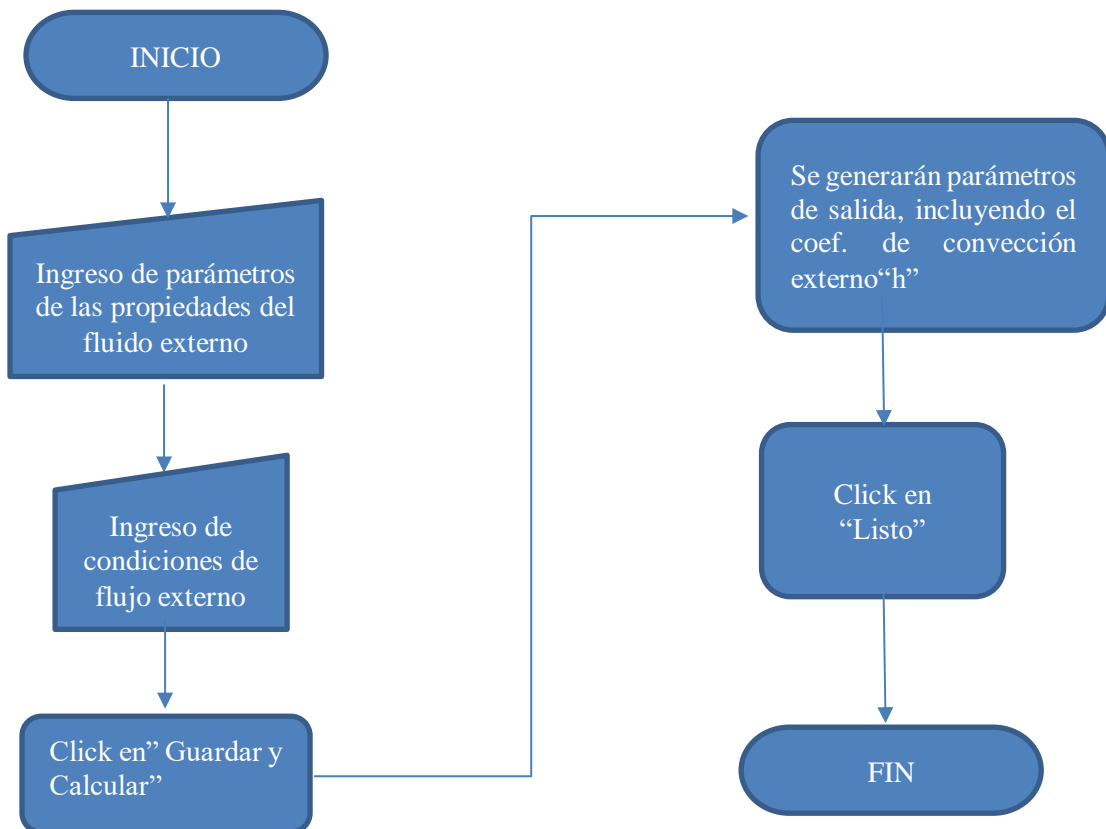 INICIO
Ingreso de parámetros
de las propiedades del
fluido externo
Ingreso de
condiciones de
flujo externo
Click en” Guardar y
Calcular”
Se generarán parámetros
de salida, incluyendo el
coef. de convección
externo“h”
Click en
“Listo”
FIN